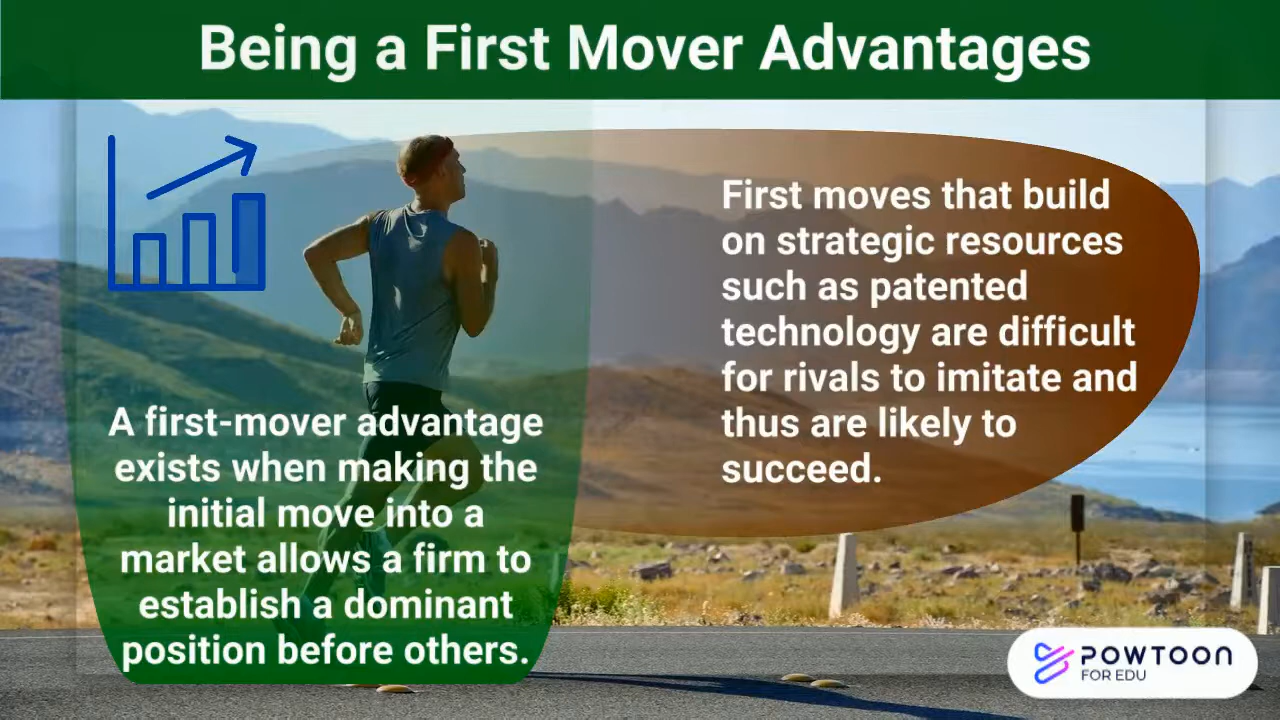 Being a First Mover Advantages
A first-mover advantage
exists when making the
initial move into a
market allows a firm to
establish a dominant
position before others.
First moves that build
on strategic resources
such as patented
technology are difficult
for rivals to imitate and
thus are likely to
succeed.
POWTOON
FOR EDU